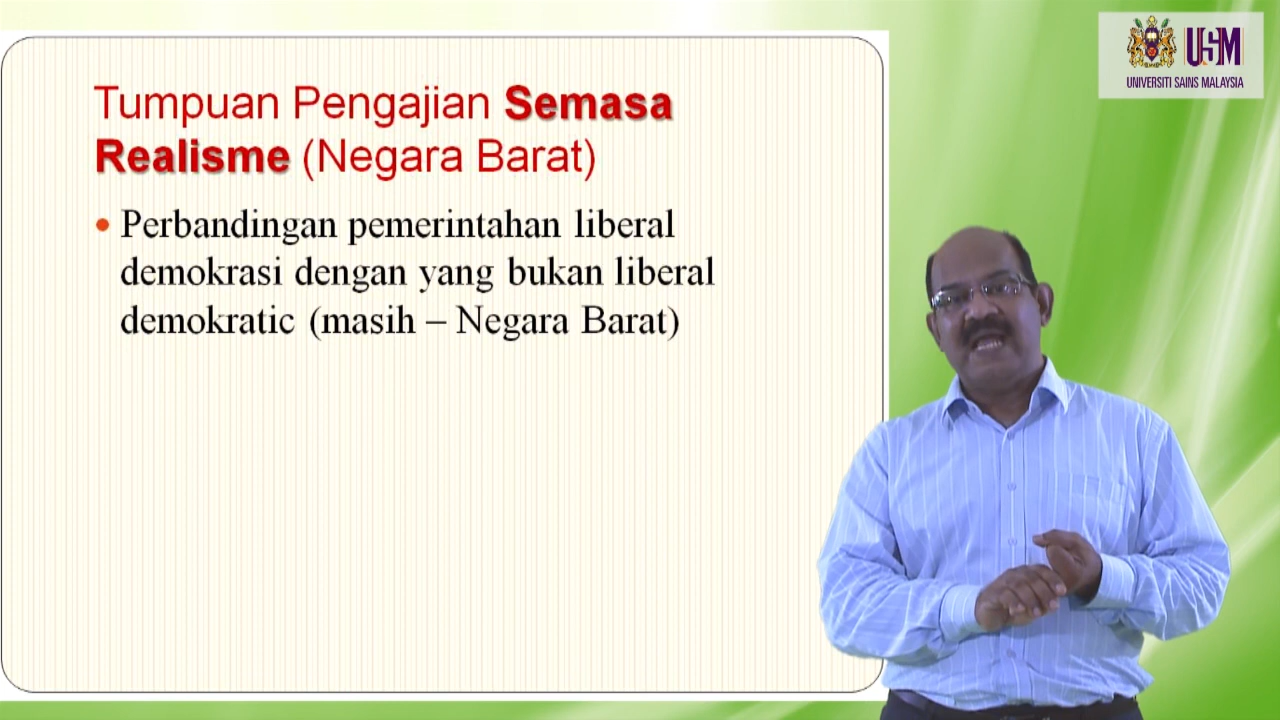 Tumpuan Pengajian Semasa
Realisme (Negara Barat)
Perbandingan pemerintahan liberal
demokrasi dengan yang bukan liberal
demokratic (masih – Negara Barat)
USM
UNIVERSITI SAINS MALAYSIA